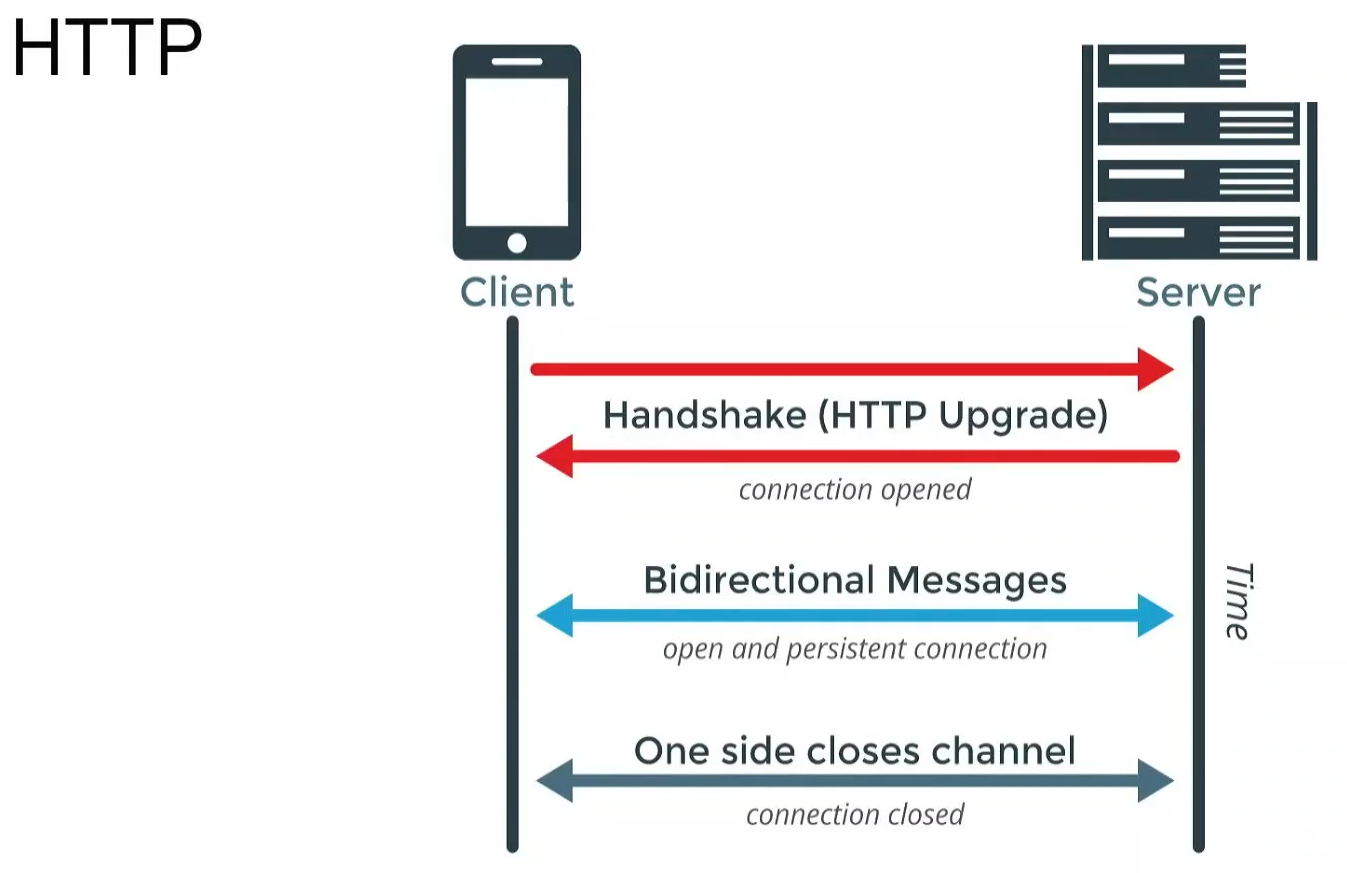 HTTP
Client
Server
Handshake (HTTP Upgrade)
connection opened
Bidirectional Messages
open and persistent connection
Time
One side closes channel
connection closed